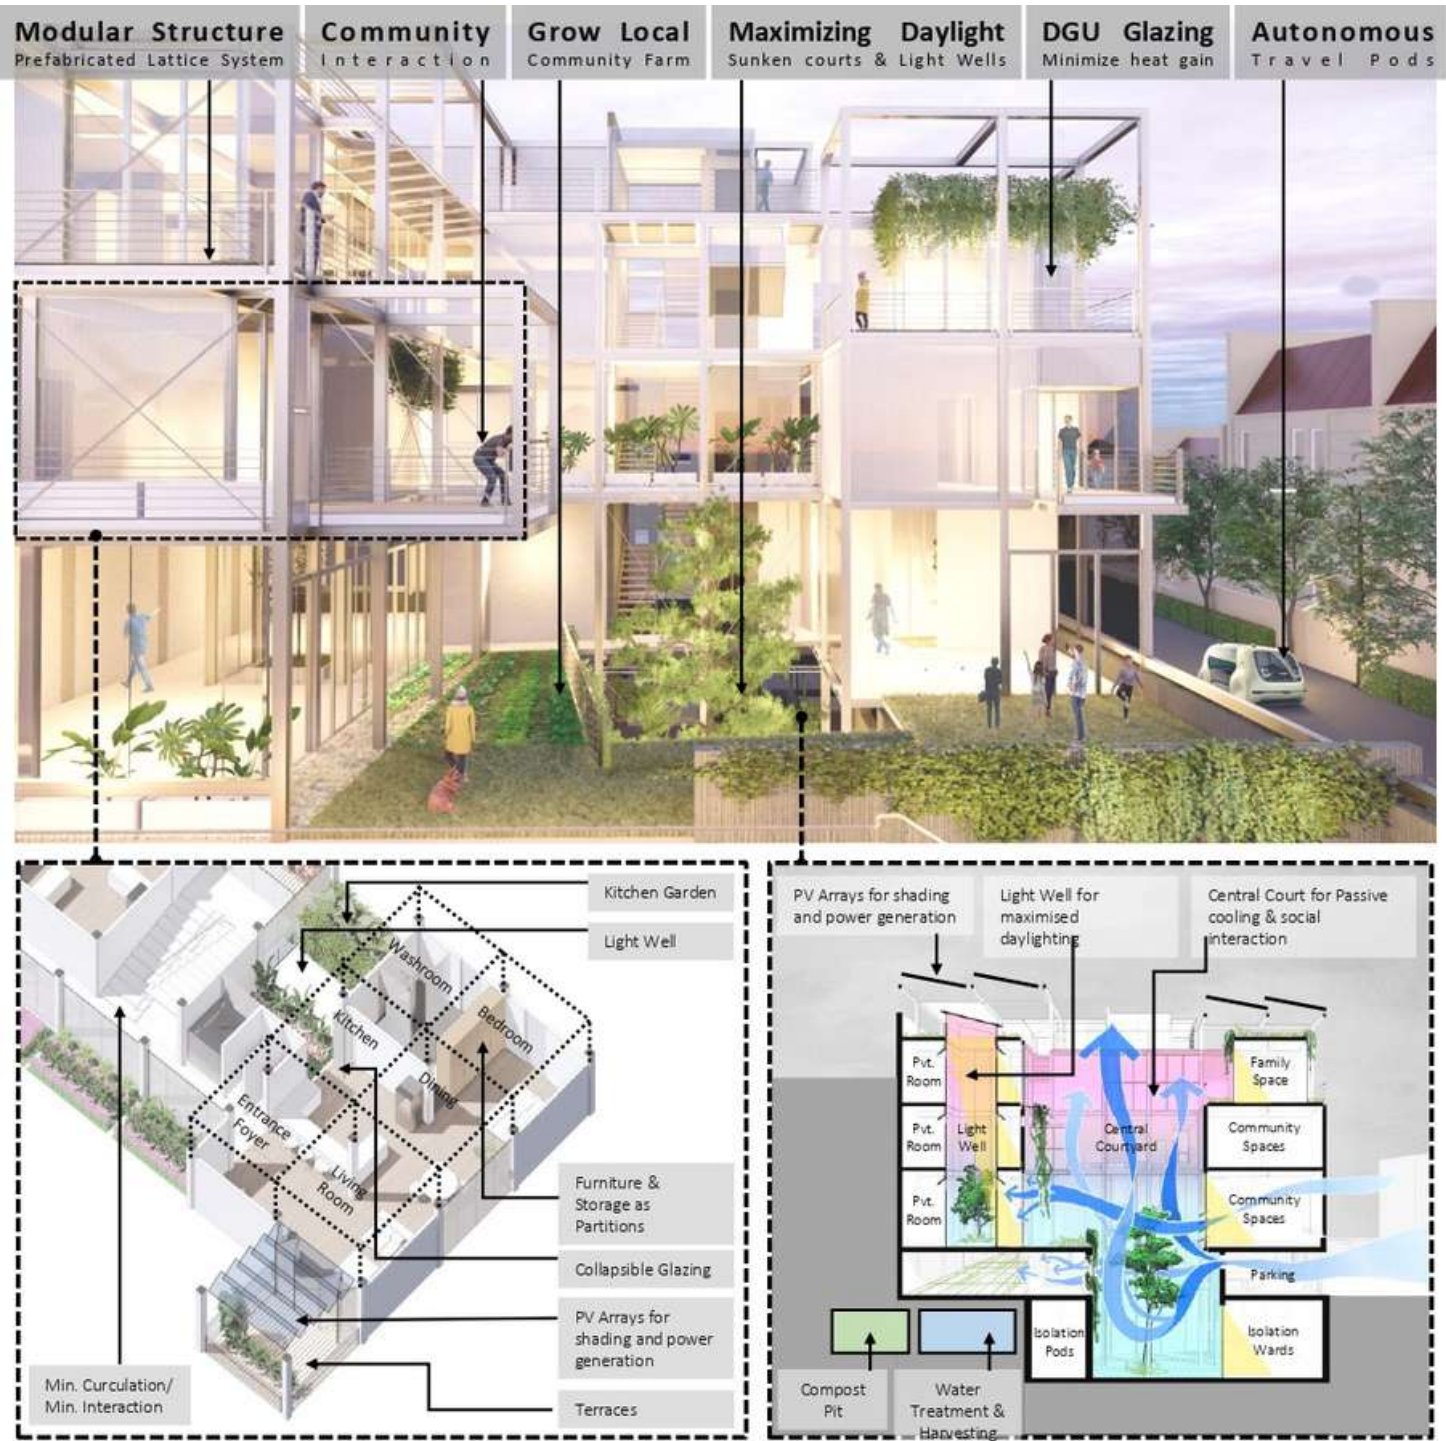 Modular Structure
Prefabricated Lattice System
Community
Interaction
Grow Local
Community Farm
Maximizing Daylight
Sunken courts & Light Wells
DGU Glazing
Minimize heat gain
Autonomous
Travel Pods
Kitchen Garden
Light Well
Washroom
Kitchen
Bedroom
Dining
Entrance
Foyer
Living
Room
Furniture &
Storage as
Partitions
Collapsible Glazing
PV Arrays for
shading and power
generation
Terraces
Min. Curculation/
Min. Interaction
PV Arrays for shading
and power generation
Light Well for
maximised
daylighting
Central Court for Passive
cooling & social
interaction
Pvt.
Room
Pvt.
Room
Pvt.
Room
Light
Well
Central
Courtyard
Family
Space
Community
Spaces
Community
Spaces
Parking
Isolation
Pods
Isolation
Wards
Compost
Pit
Water
Treatment &
Harvesting